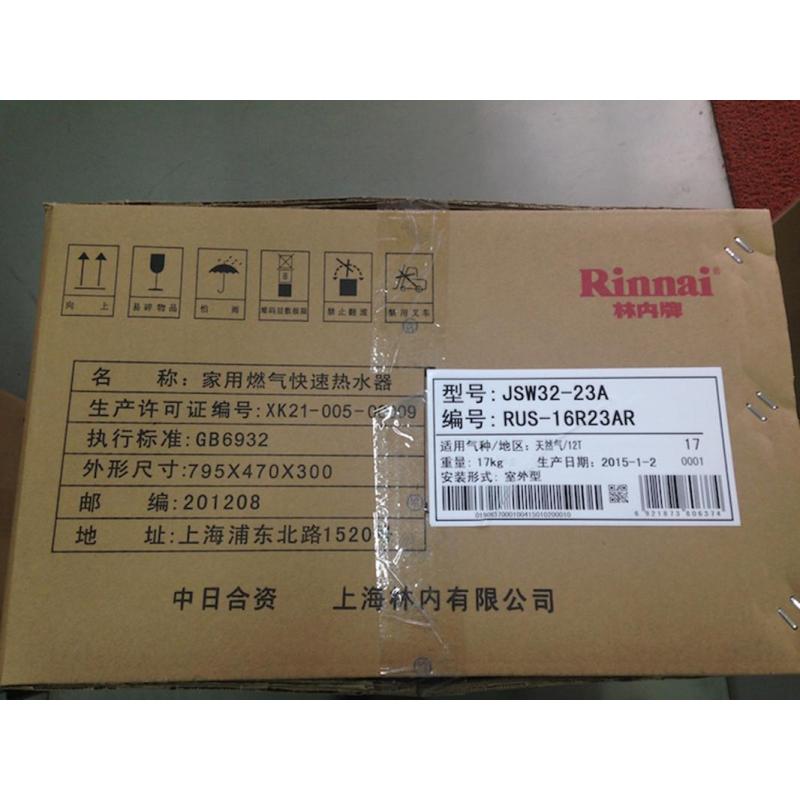 向 上
易碎物品
怕 雨
堆码层数极限
禁止翻滚
禁用叉车
Rinnai®
林内牌
名 称：家用燃气快速热水器
生产许可证编号:XK21-005-
执行标准:GB6932
外形尺寸:795X470X300
邮 编:201208
地 址:上海浦东北路1520号
型号:JSW32-23A
编号:RUS-16R23AR
适用气种/地区：天然气/12T 17
重量：17kg 生产日期：2015-1-2 0001
安装形式：室外型
0190637000100415010200010
6 921873 606374
中日合资 上海林内有限公司